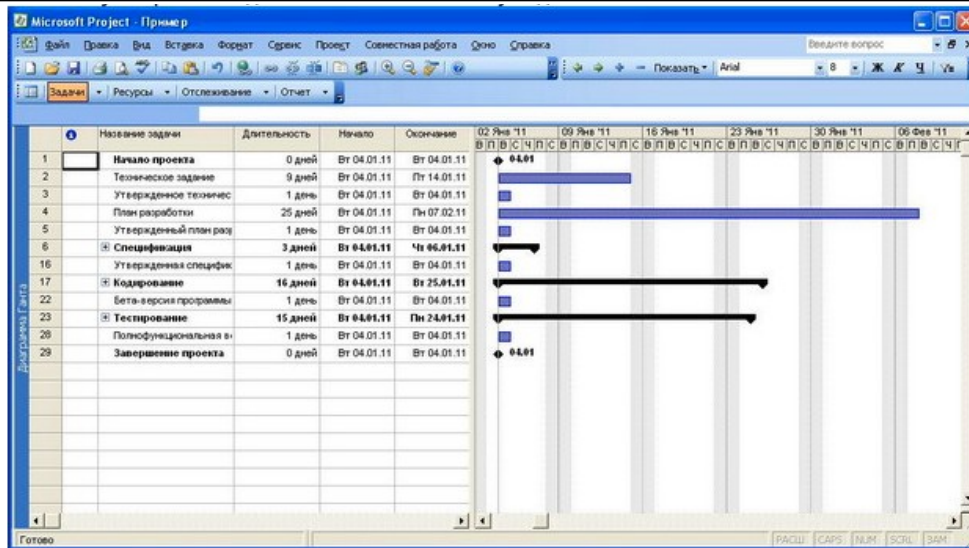 Microsoft Project - Пример
Файл Правка Вид Вставка Формат Сервис Проект Совместная работа Окно Справка Введите вопрос
Показать Arial 8 Ж К Ч
Задачи Ресурсы Отслеживание Отчет
Название задачи Длительность Начало Окончание 02 Янв '11 09 Янв '11 16 Янв '11 23 Янв '11 30 Янв '11 06 Фев '11
В П В С Ч П С В П В С Ч П С В П В С Ч П С В П В С Ч П С В П В С Ч П С В П В С Ч П
1 Начало проекта 0 дней Вт 04.01.11 Вт 04.01.11 04.01
2 Техническое задание 9 дней Вт 04.01.11 Пт 14.01.11
3 Утвержденное техничес 1 день Вт 04.01.11 Вт 04.01.11
4 План разработки 25 дней Вт 04.01.11 Пн 07.02.11
5 Утвержденный план раз 1 день Вт 04.01.11 Вт 04.01.11
6 Спецификация 3 дней Вт 04.01.11 Чт 06.01.11
16 Утвержденная специфик 1 день Вт 04.01.11 Вт 04.01.11
17 Кодирование 16 дней Вт 04.01.11 Вт 25.01.11
22 Бета-версия программы 1 день Вт 04.01.11 Вт 04.01.11
23 Тестирование 15 дней Вт 04.01.11 Пн 24.01.11
28 Полнофункциональная в 1 день Вт 04.01.11 Вт 04.01.11
29 Завершение проекта 0 дней Вт 04.01.11 Вт 04.01.11 04.01
Диаграмма Ганта
Готово РАСШ CAPS NUM SCRL ЗАМ